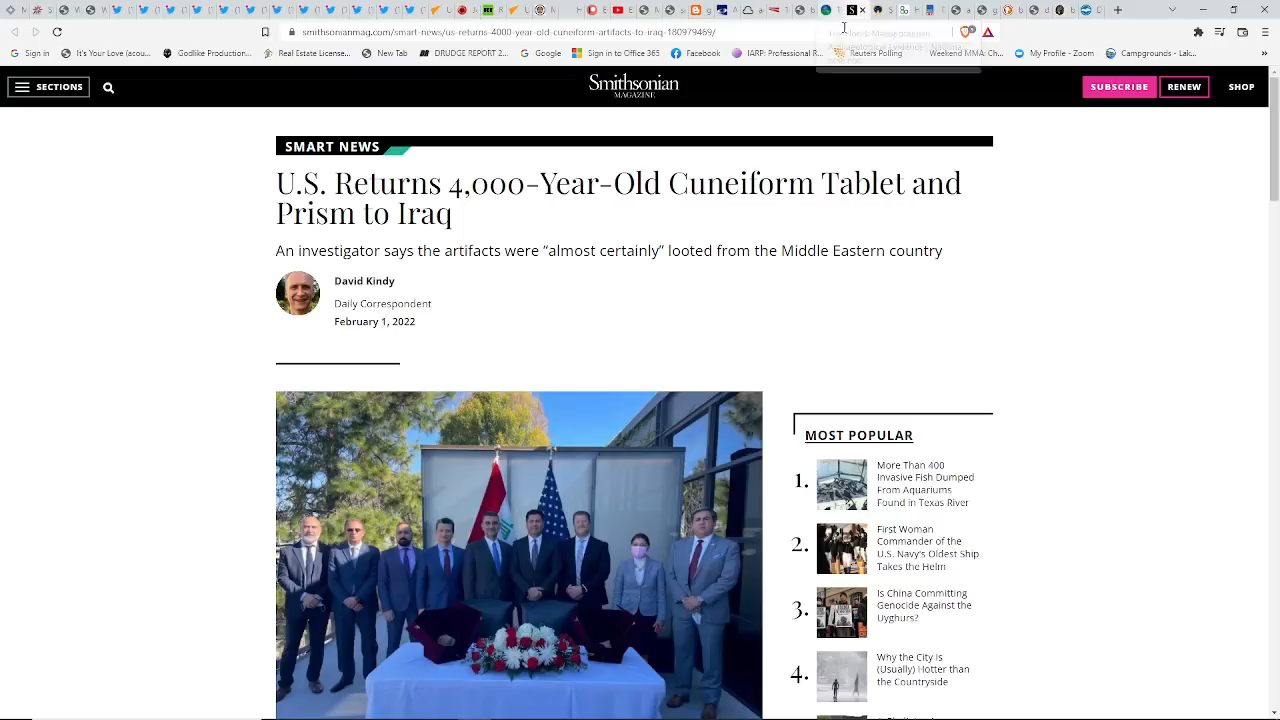 smithsonianmag.com/smart-news/us-returns-4000-year-old-cuneiform-artifacts-to-iraq-180979469/
Sign in
It's Your Love (acou...
Godlike Production...
New Tab
DRUDGE REPORT 2...
Google
Sign in to Office 365
Facebook
IARP: Professional R...
Reuters Polling
Weekend MMA: Ch...
My Profile - Zoom
Campgrounds - Lak...
SECTIONS
Smithsonian
MAGAZINE
SUBSCRIBE
RENEW
SHOP
SMART NEWS
U.S. Returns 4,000-Year-Old Cuneiform Tablet and
Prism to Iraq
An investigator says the artifacts were “almost certainly” looted from the Middle Eastern country
David Kindy
Daily Correspondent
February 1, 2022
MOST POPULAR
1.
More Than 400
Invasive Fish Dumped
From Aquariums
Found in Texas River
2.
First Woman
Commander of the
U.S. Navy's Oldest Ship
Takes the Helm
3.
Is China Committing
Genocide Against the
Uyghurs?
4.
Why the City Is
(Usually) Hotter than
the Countryside